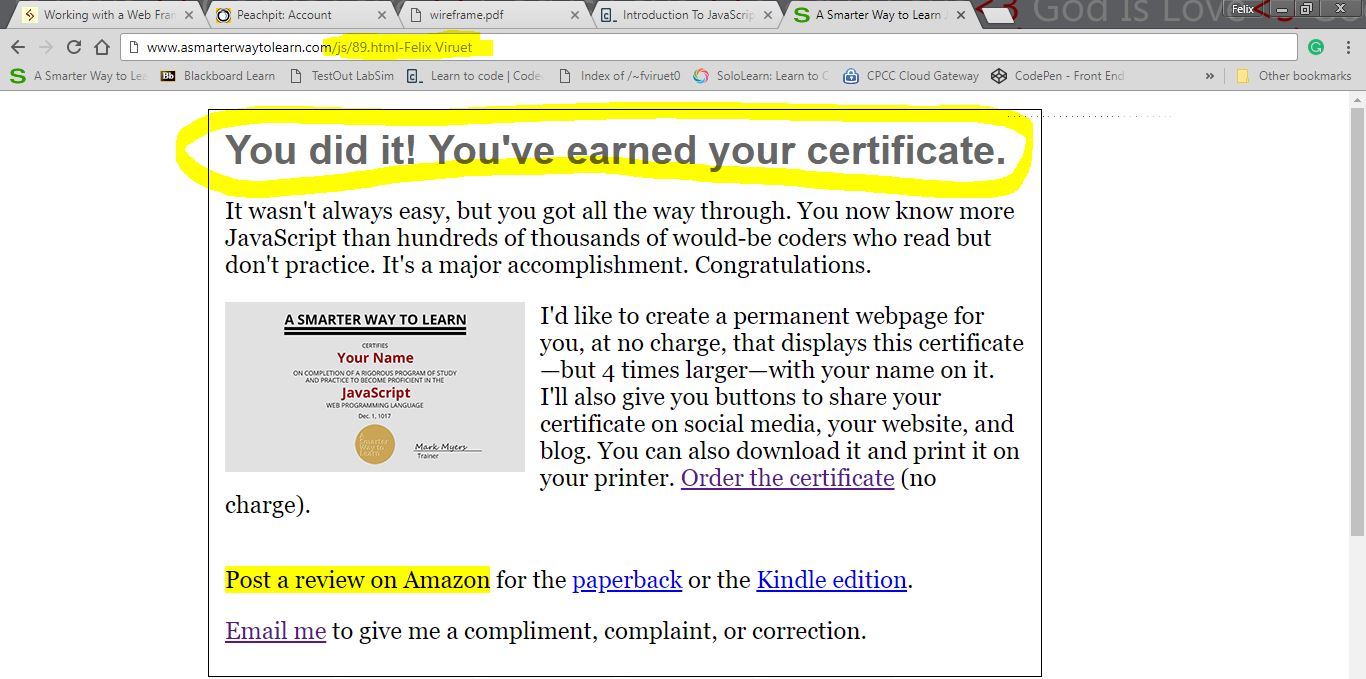 Working with a Web Fran
Peachpit: Account
wireframe.pdf
Introduction To JavaScrip
A Smarter Way to Learn
<3 God Is Love <3
Felix
www.asmarterwaytolearn.com/js/89.html-Felix Viruet
A Smarter Way to Le
Blackboard Learn
TestOut LabSim
Learn to code | Code
Index of /~fviruet0
SoloLearn: Learn to C
CPCC Cloud Gateway
CodePen - Front End
»
Other bookmarks
You did it! You've earned your certificate.
It wasn't always easy, but you got all the way through. You now know more
JavaScript than hundreds of thousands of would-be coders who read but
don't practice. It's a major accomplishment. Congratulations.
A SMARTER WAY TO LEARN
CERTIFIES
Your Name
ON COMPLETION OF A RIGOROUS PROGRAM OF STUDY
AND PRACTICE TO BECOME PROFICIENT IN THE
JavaScript
WEB PROGRAMMING LANGUAGE
Dec. 1, 1017
A
Smarter
Way to
Learn
Mark Myers
Trainer
I'd like to create a permanent webpage for
you, at no charge, that displays this certificate
—but 4 times larger—with your name on it.
I'll also give you buttons to share your
certificate on social media, your website, and
blog. You can also download it and print it on
your printer. Order the certificate (no
charge).
Post a review on Amazon for the paperback or the Kindle edition.
Email me to give me a compliment, complaint, or correction.